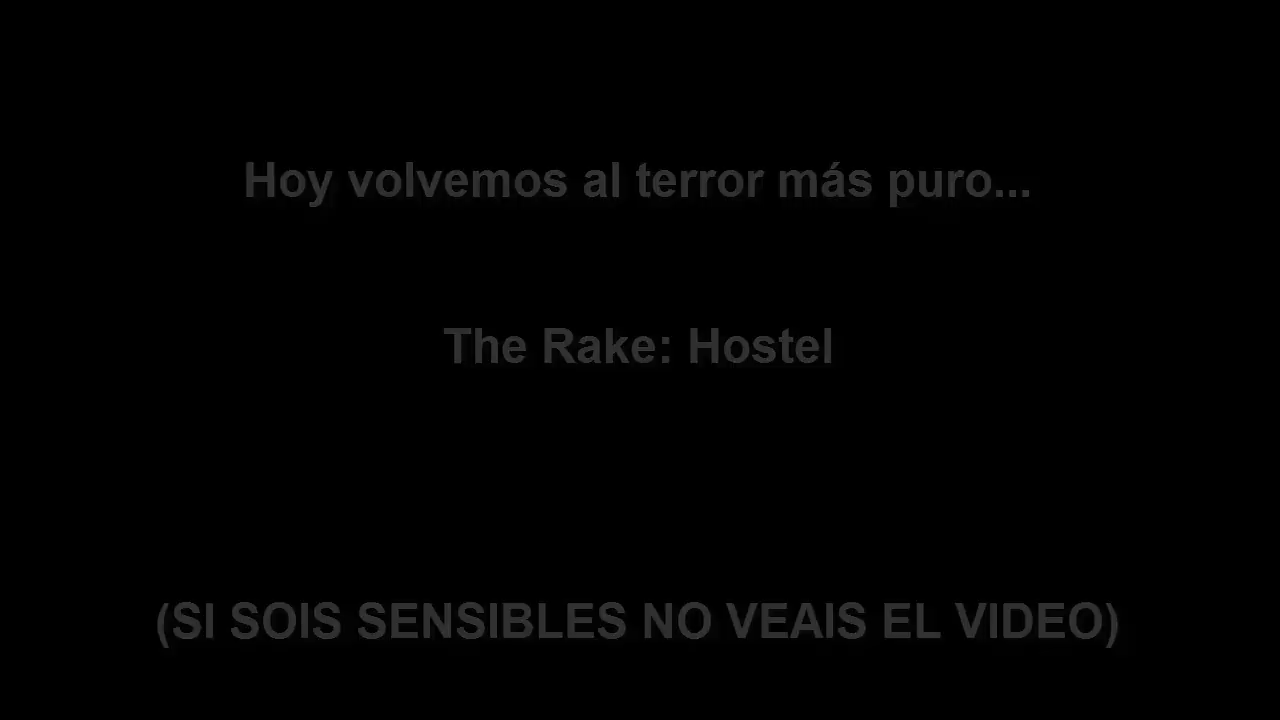 Hoy volvemos al terror más puro...
The Rake: Hostel
(SI SOIS SENSIBLES NO VEAIS EL VIDEO)